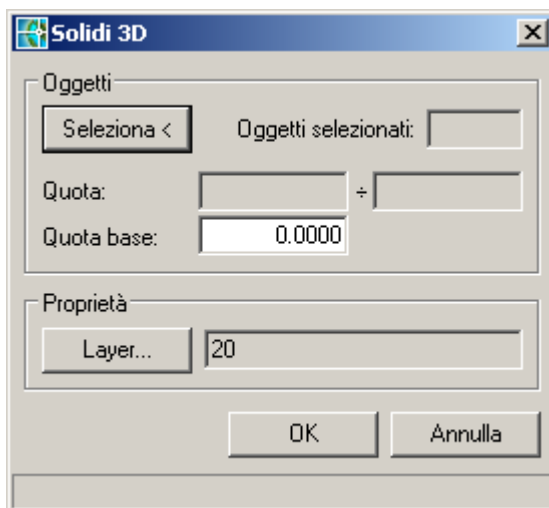 Solidi 3D
Oggetti
Seleziona < Oggetti selezionati:
Quota: ÷
Quota base: 0.0000
Proprietà
Layer... 20
OK Annulla